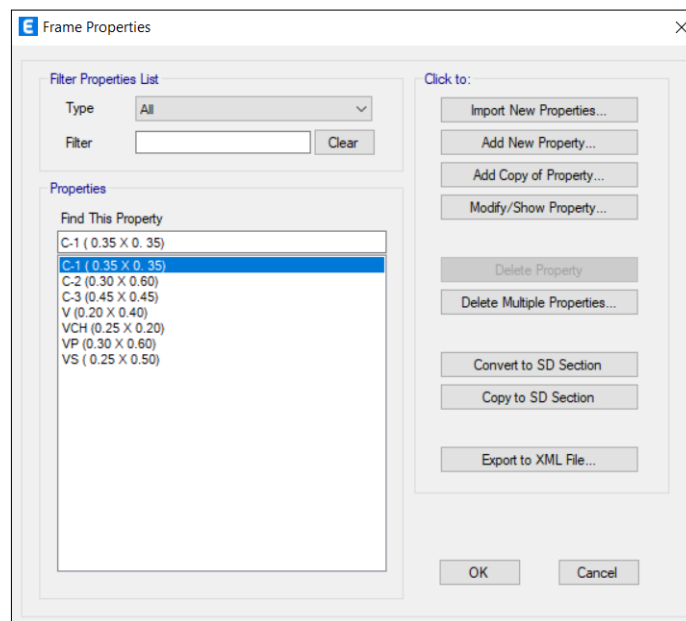 E Frame Properties
Filter Properties List
Type All
Filter Clear
Properties
Find This Property
C-1 ( 0.35 X 0. 35)
C-1 ( 0.35 X 0. 35)
C-2 (0.30 X 0.60)
C-3 (0.45 X 0.45)
V (0.20 X 0.40)
VCH (0.25 X 0.20)
VP (0.30 X 0.60)
VS ( 0.25 X 0.50)
Click to:
Import New Properties...
Add New Property...
Add Copy of Property...
Modify/Show Property...
Delete Property
Delete Multiple Properties...
Convert to SD Section
Copy to SD Section
Export to XML File...
OK Cancel